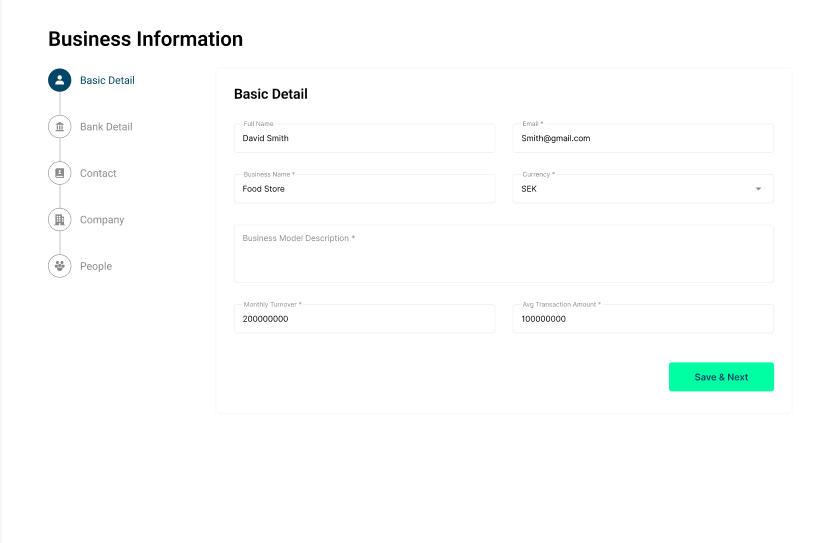 Business Information
Basic Detail
Bank Detail
Contact
Company
People
Basic Detail
Full Name
David Smith
Email *
Smith@gmail.com
Business Name *
Food Store
Currency *
SEK
Business Model Description *
Monthly Turnover *
200000000
Avg Transaction Amount *
100000000
Save & Next